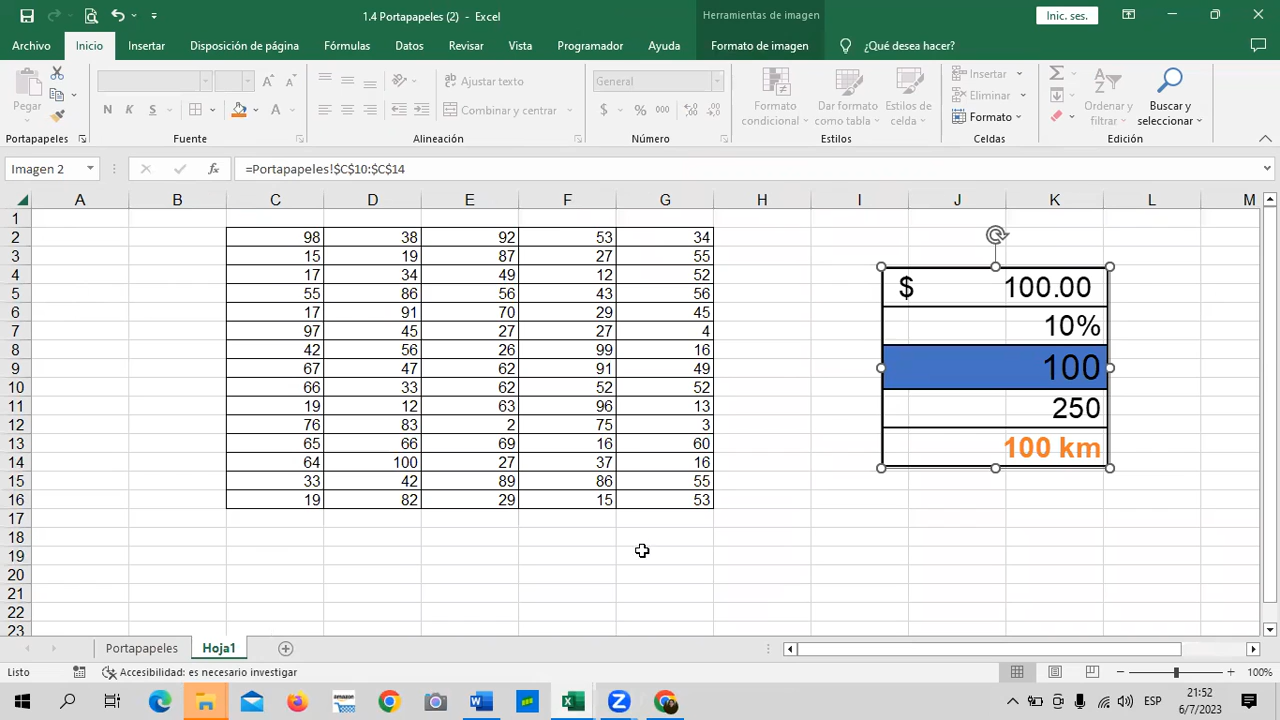 1.4 Portapapeles (2) - Excel
Herramientas de imagen
Inic. ses.
Archivo Inicio Insertar Disposición de página Fórmulas Datos Revisar Vista Programador Ayuda Formato de imagen ¿Qué desea hacer?
Pegar
N K S
Ajustar texto
Combinar y centrar
General
$ % 000
Formato condicional
Dar formato como tabla
Estilos de celda
Insertar
Eliminar
Formato
Ordenar y filtrar
Buscar y seleccionar
Portapapeles Fuente Alineación Número Estilos Celdas Edición
Imagen 2 fx =Portapapeles!$C$10:$C$14
A B C D E F G H I J K L M
1
2 98 38 92 53 34
3 15 19 87 27 55
4 17 34 49 12 52
5 55 86 56 43 56
6 17 91 70 29 45
7 97 45 27 27 4
8 42 56 26 99 16
9 67 47 62 91 49
10 66 33 62 52 52
11 19 12 63 96 13
12 76 83 2 75 3
13 65 66 69 16 60
14 64 100 27 37 16
15 33 42 89 86 55
16 19 82 29 15 53
17
18
19
20
21
22
23
$ 100.00
10%
100
250
100 km
Portapapeles Hoja1
Listo Accesibilidad: es necesario investigar 100%
ESP
21:52
6/7/2023